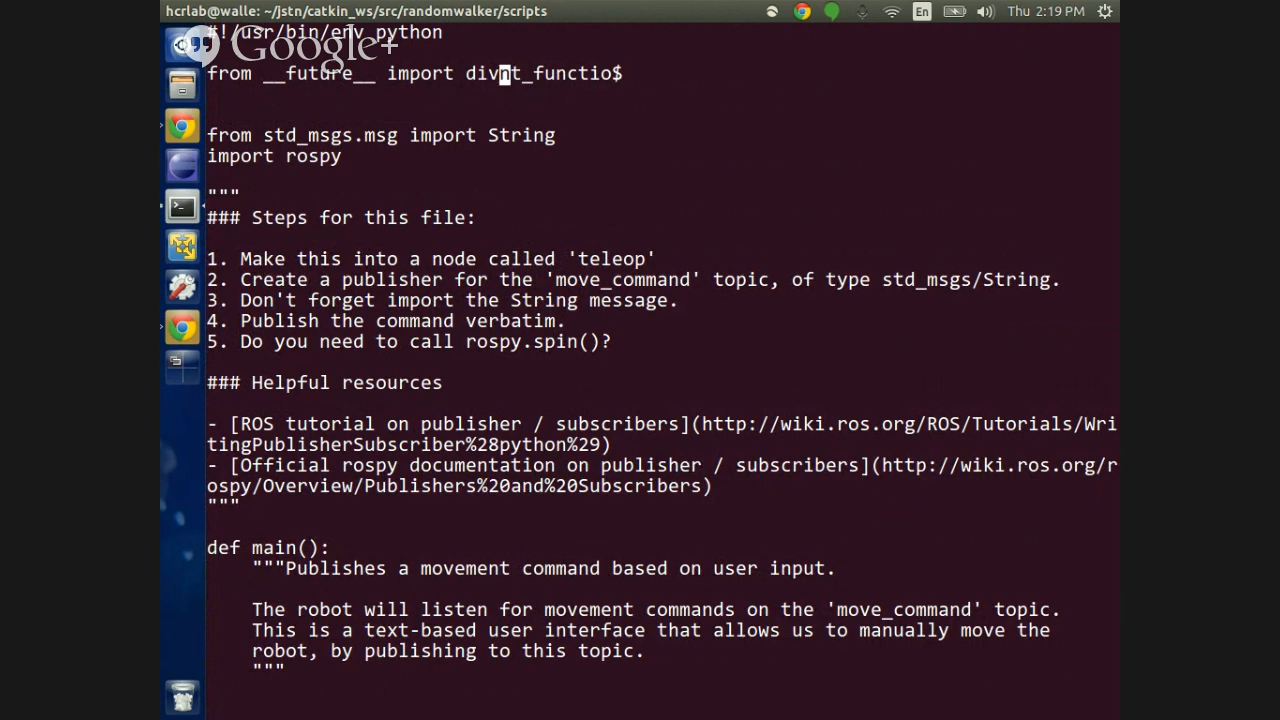 hcrlab@walle: ~/jstn/catkin_ws/src/randomwalker/scripts
En
Thu 2:19 PM
#!/usr/bin/env python
Google+
from __future__ import divnt_functio$
from std_msgs.msg import String
import rospy
"""
### Steps for this file:
1. Make this into a node called 'teleop'
2. Create a publisher for the 'move_command' topic, of type std_msgs/String.
3. Don't forget import the String message.
4. Publish the command verbatim.
5. Do you need to call rospy.spin()?
### Helpful resources
- [ROS tutorial on publisher / subscribers](http://wiki.ros.org/ROS/Tutorials/Wri
tingPublisherSubscriber%28python%29)
- [Official rospy documentation on publisher / subscribers](http://wiki.ros.org/r
ospy/Overview/Publishers%20and%20Subscribers)
"""
def main():
"""Publishes a movement command based on user input.
The robot will listen for movement commands on the 'move_command' topic.
This is a text-based user interface that allows us to manually move the
robot, by publishing to this topic.
"""